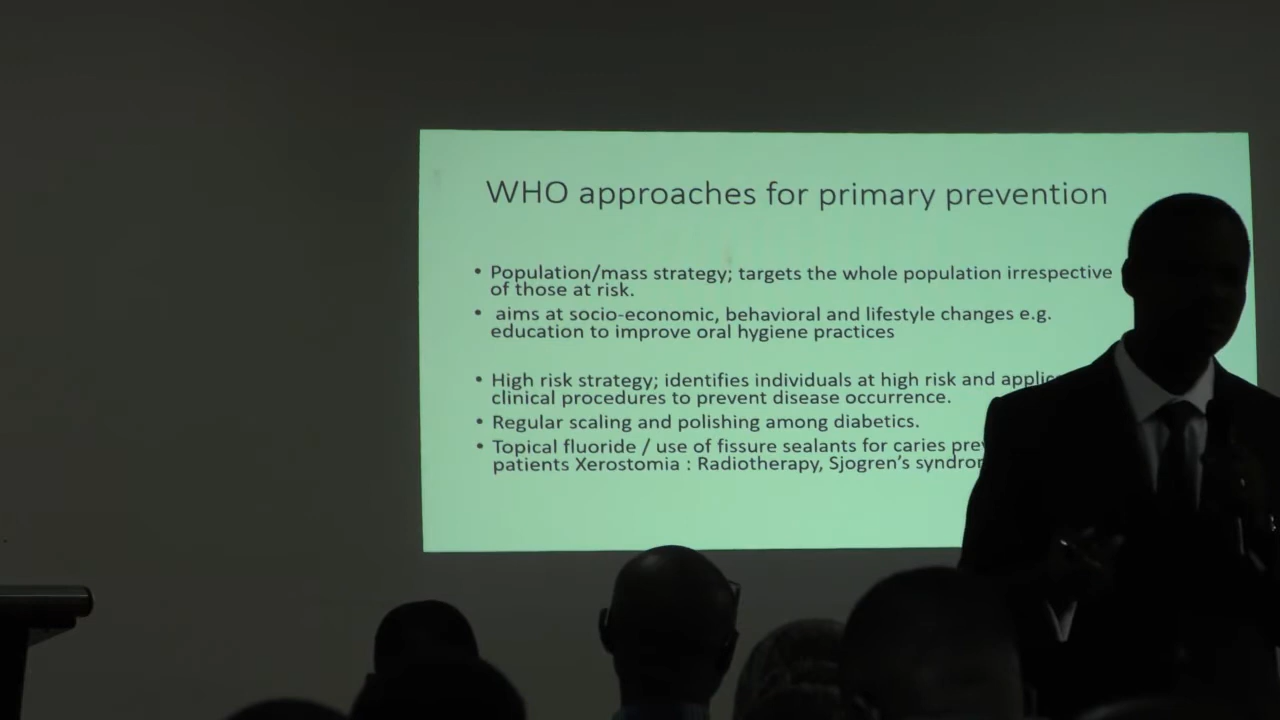 WHO approaches for primary prevention
• Population/mass strategy; targets the whole population irrespective
of those at risk.
• aims at socio-economic, behavioral and lifestyle changes e.g.
education to improve oral hygiene practices
• High risk strategy; identifies individuals at high risk and
clinical procedures to prevent disease occurrence.
• Regular scaling and polishing among diabetics.
• Topical fluoride / use of fissure sealants for caries
patients Xerostomia : Radiotherapy, Sjogren’s